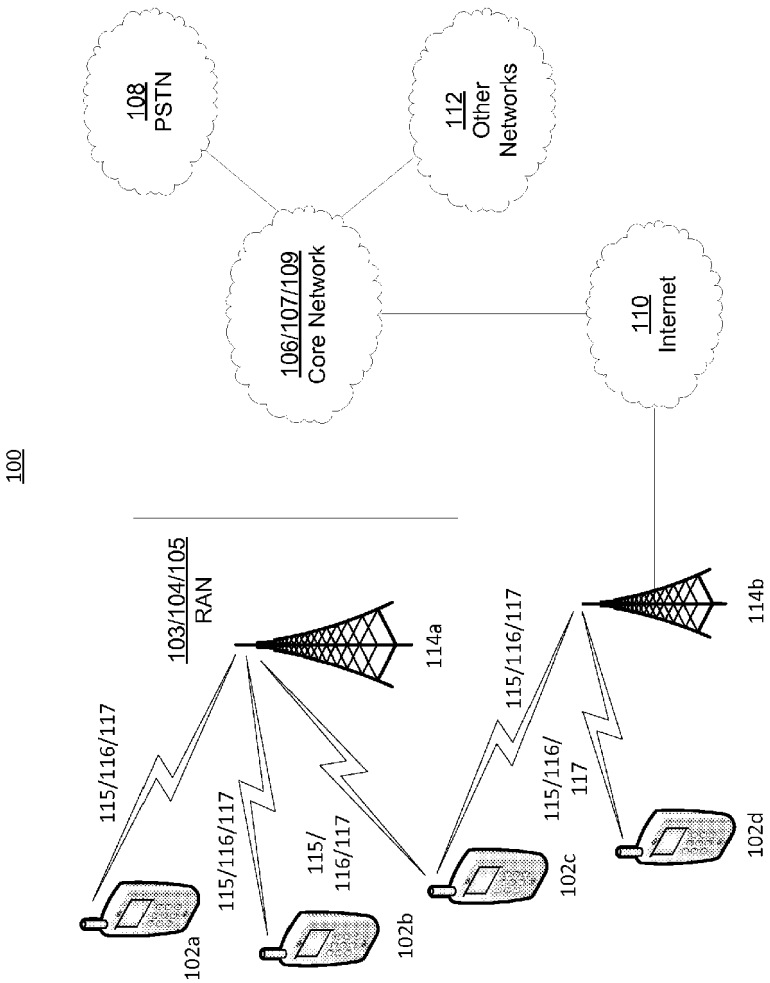 100
108
PSTN
106/107/109
Core Network
112
Other
Networks
110
Internet
103/104/105
RAN
114a
114b
115/116/117
115/116/117
115/
116/117
115/116/117
115/116/
117
102a
102b
102c
102d